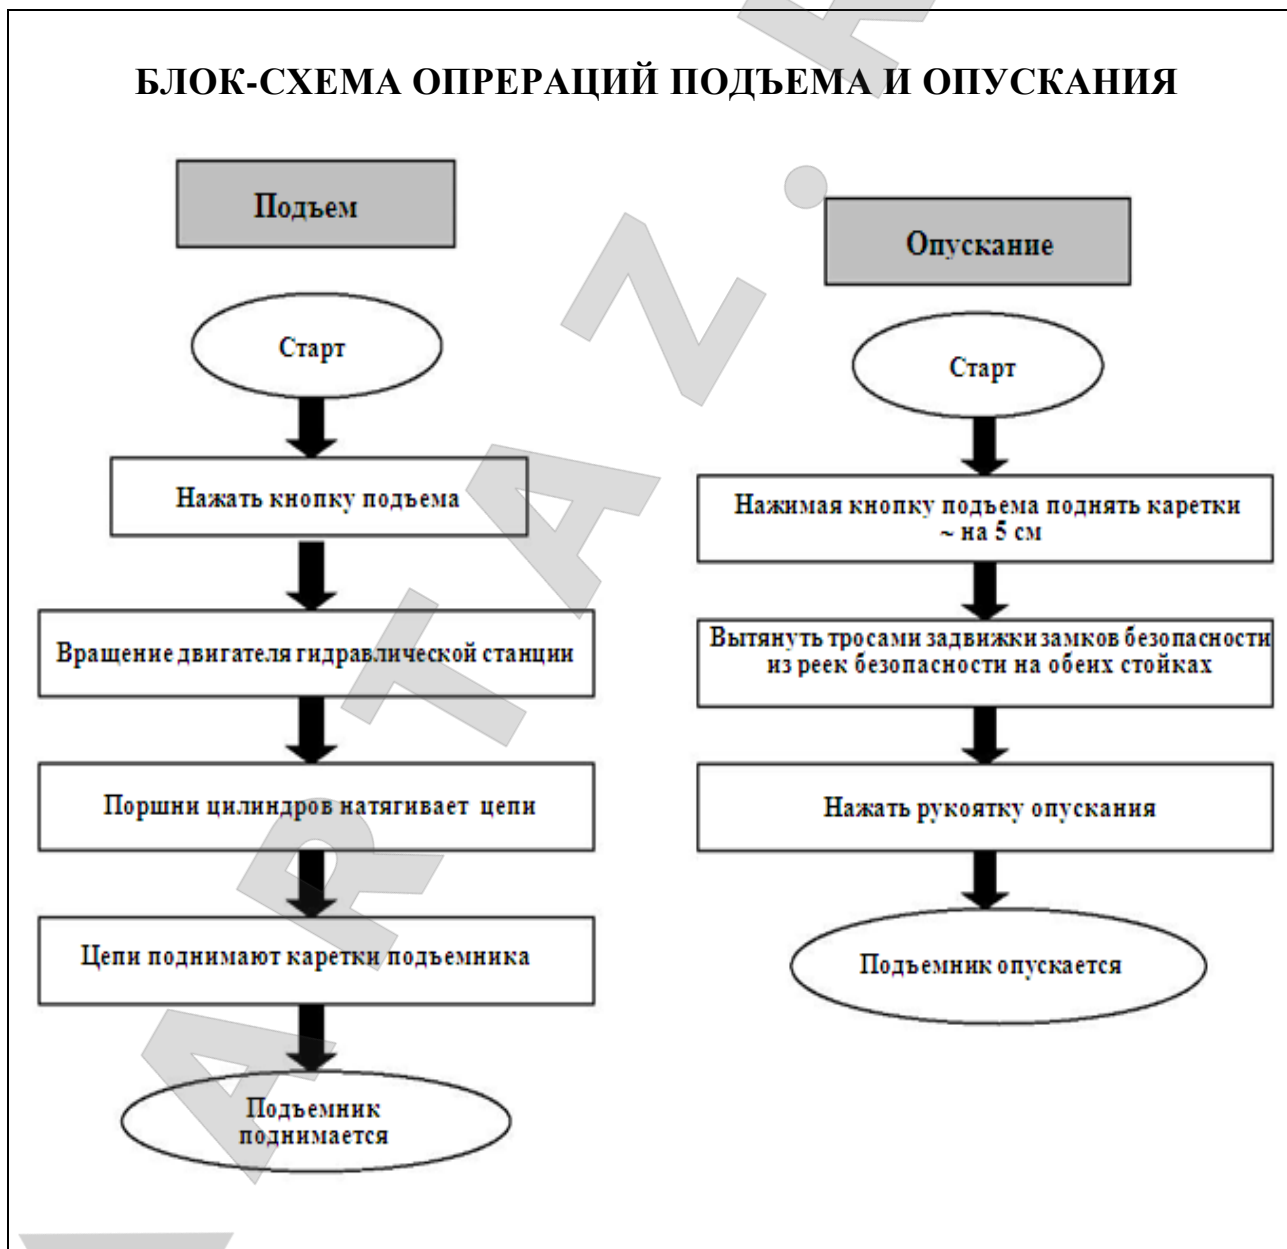 БЛОК-СХЕМА ОПРЕРАЦИЙ ПОДЪЕМА И ОПУСКАНИЯ
Подъем
Старт
Нажать кнопку подъема
Вращение двигателя гидравлической станции
Поршни цилиндров натягивает цепи
Цепи поднимают каретки подъемника
Подъемник
поднимается
Опускание
Старт
Нажимая кнопку подъема поднять каретки
~ на 5 см
Вытянуть тросами задвижки замков безопасности
из реек безопасности на обеих стойках
Нажать рукоятку опускания
Подъемник опускается
ARTAZ.